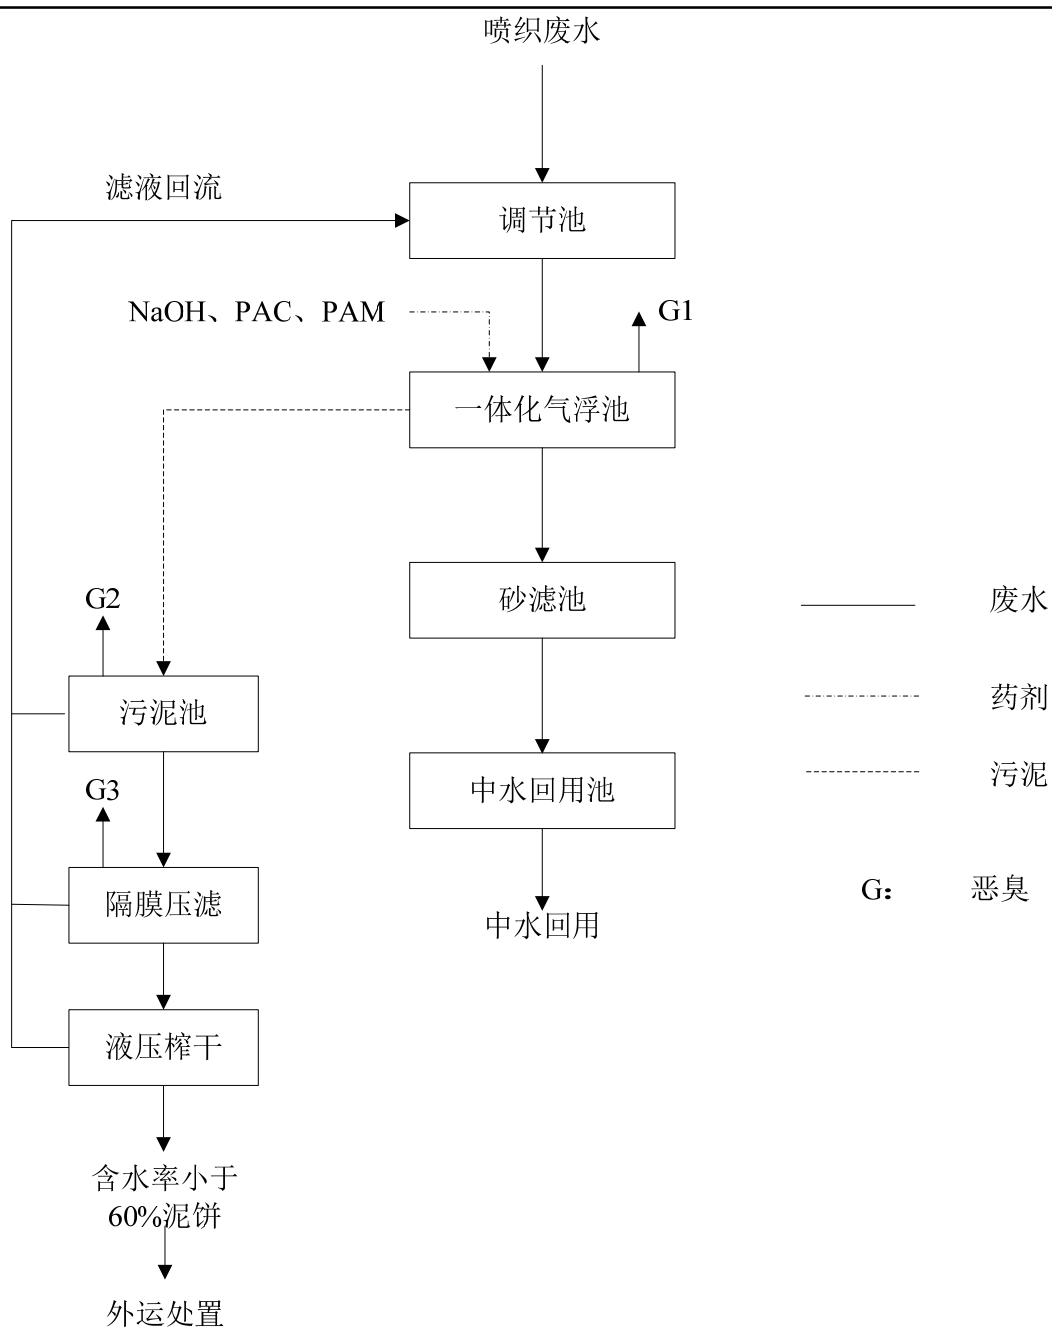 喷织废水
滤液回流
调节池
NaOH、PAC、PAM
G1
一体化气浮池
砂滤池
废水
G2
药剂
污泥池
污泥
G3
中水回用池
G：
恶臭
隔膜压滤
中水回用
液压榨干
含水率小于
60%泥饼
外运处置